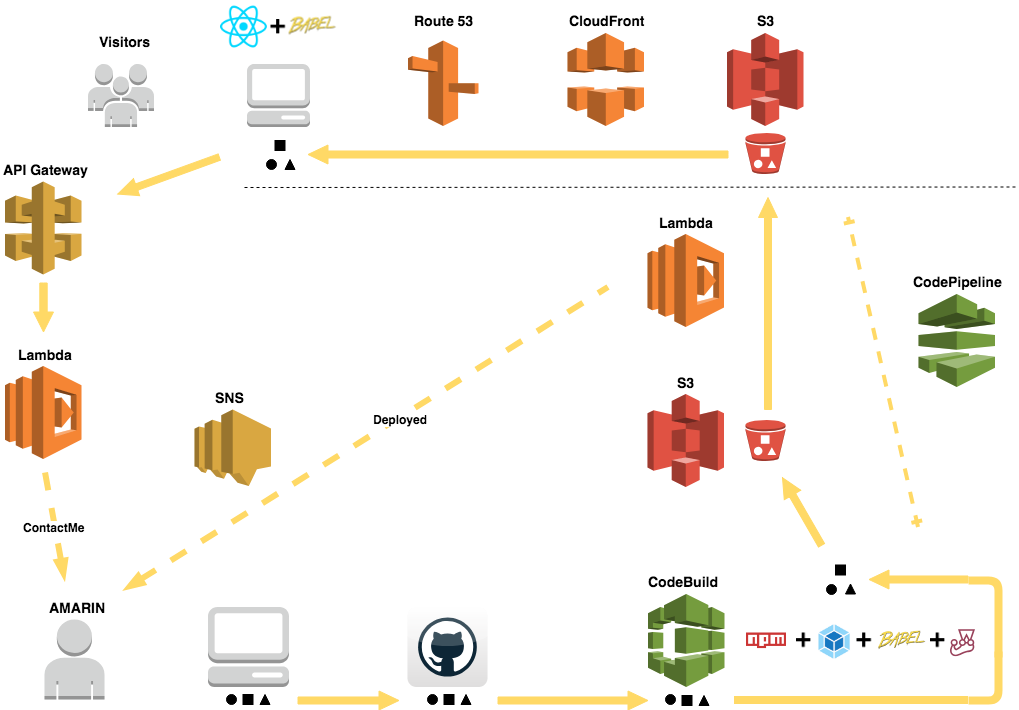 Visitors
+ BABEL
Route 53
CloudFront
S3
API Gateway
Lambda
CodePipeline
Lambda
SNS
S3
Deployed
ContactMe
AMARIN
CodeBuild
npm + + BABEL +